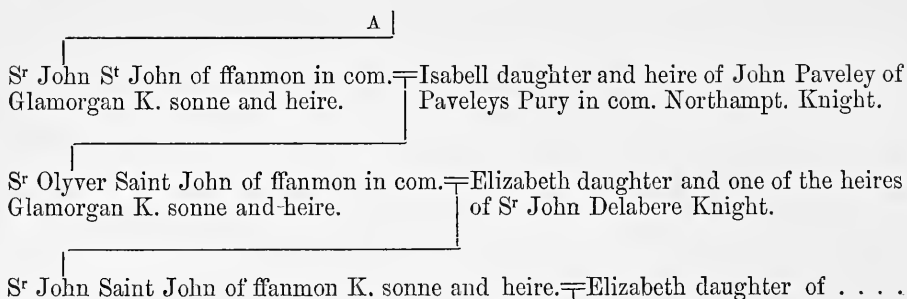 A
Sr John St John of ffanmon in com. Isabell daughter and heire of John Paveley of
Glamorgan K. sonne and heire. Paveleys Pury in com. Northampt. Knight.
Sr Olyver Saint John of ffanmon in com. Elizabeth daughter and one of the heires
Glamorgan K. sonne and heire. of Sr John Delabere Knight.
Sr John Saint John of ffanmon K. sonne and heire. Elizabeth daughter of . . . .